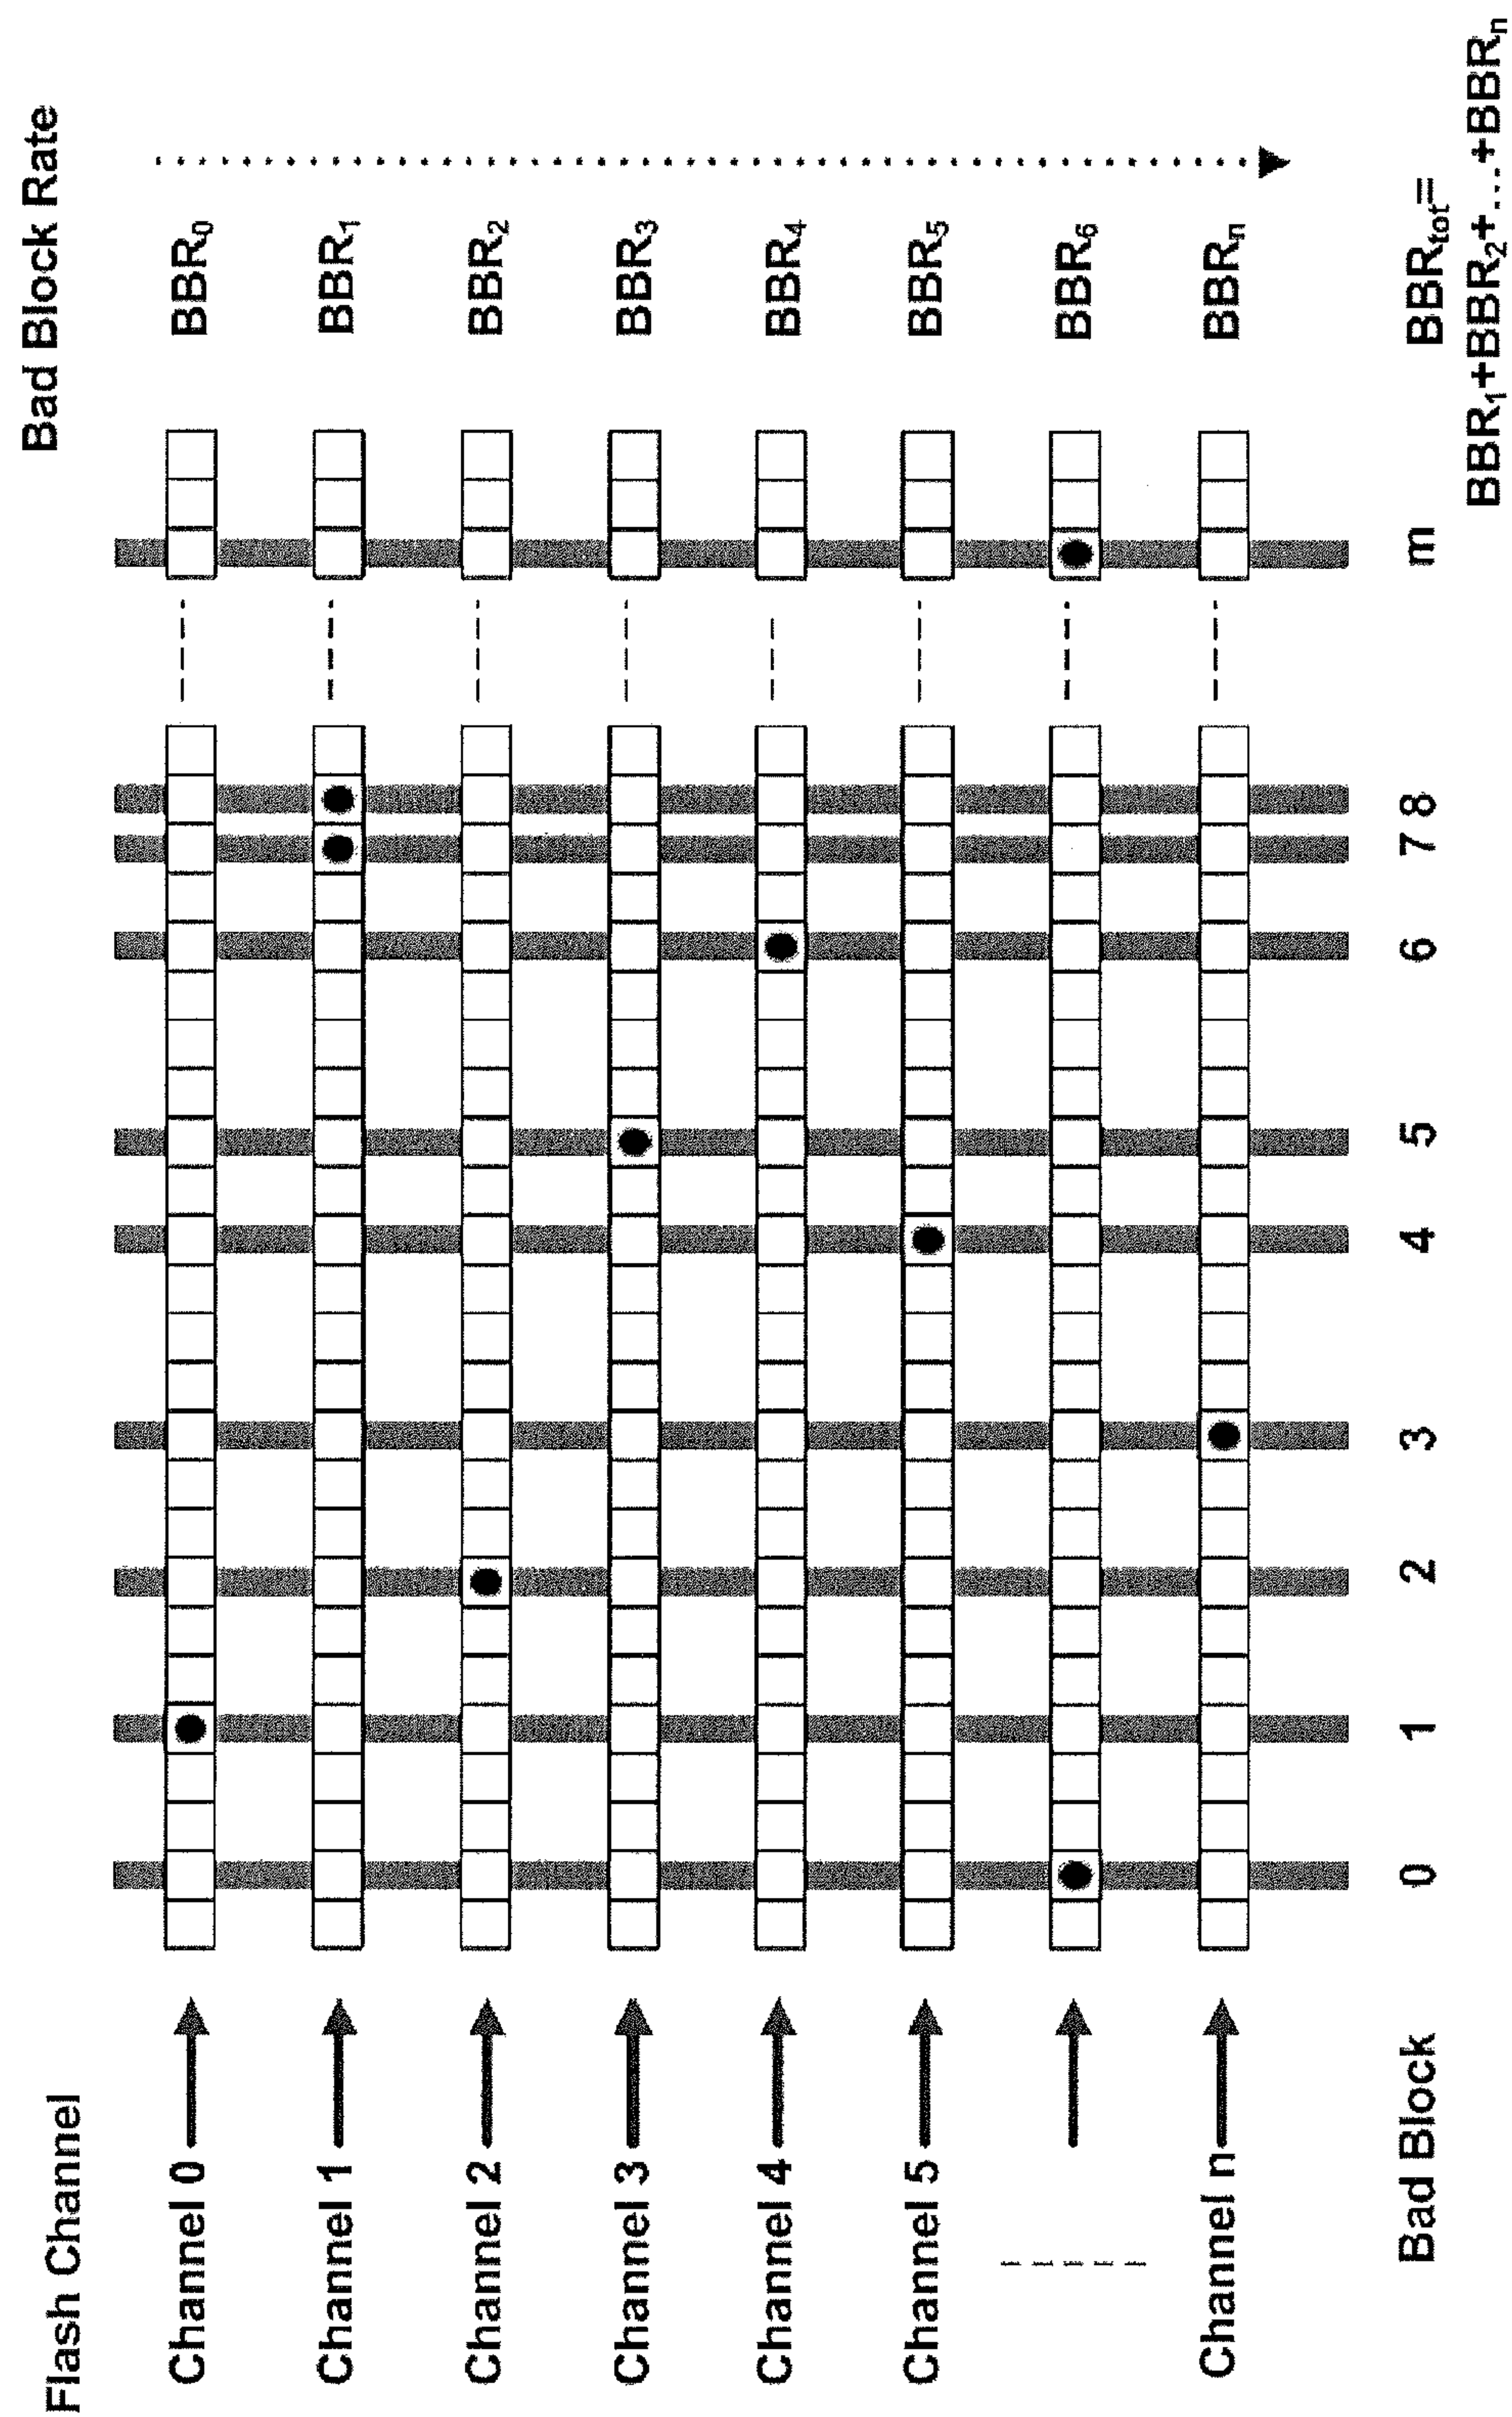 Flash Channel
Bad Block Rate
Channel 0
BBR0
Channel 1
BBR1
Channel 2
BBR2
Channel 3
BBR3
Channel 4
BBR4
Channel 5
BBR5
BBR6
Channel n
BBRn
Bad Block 0 1 2 3 4 5 6 7 8 m
BBRtot=
BBR1+BBR2+...+BBRn